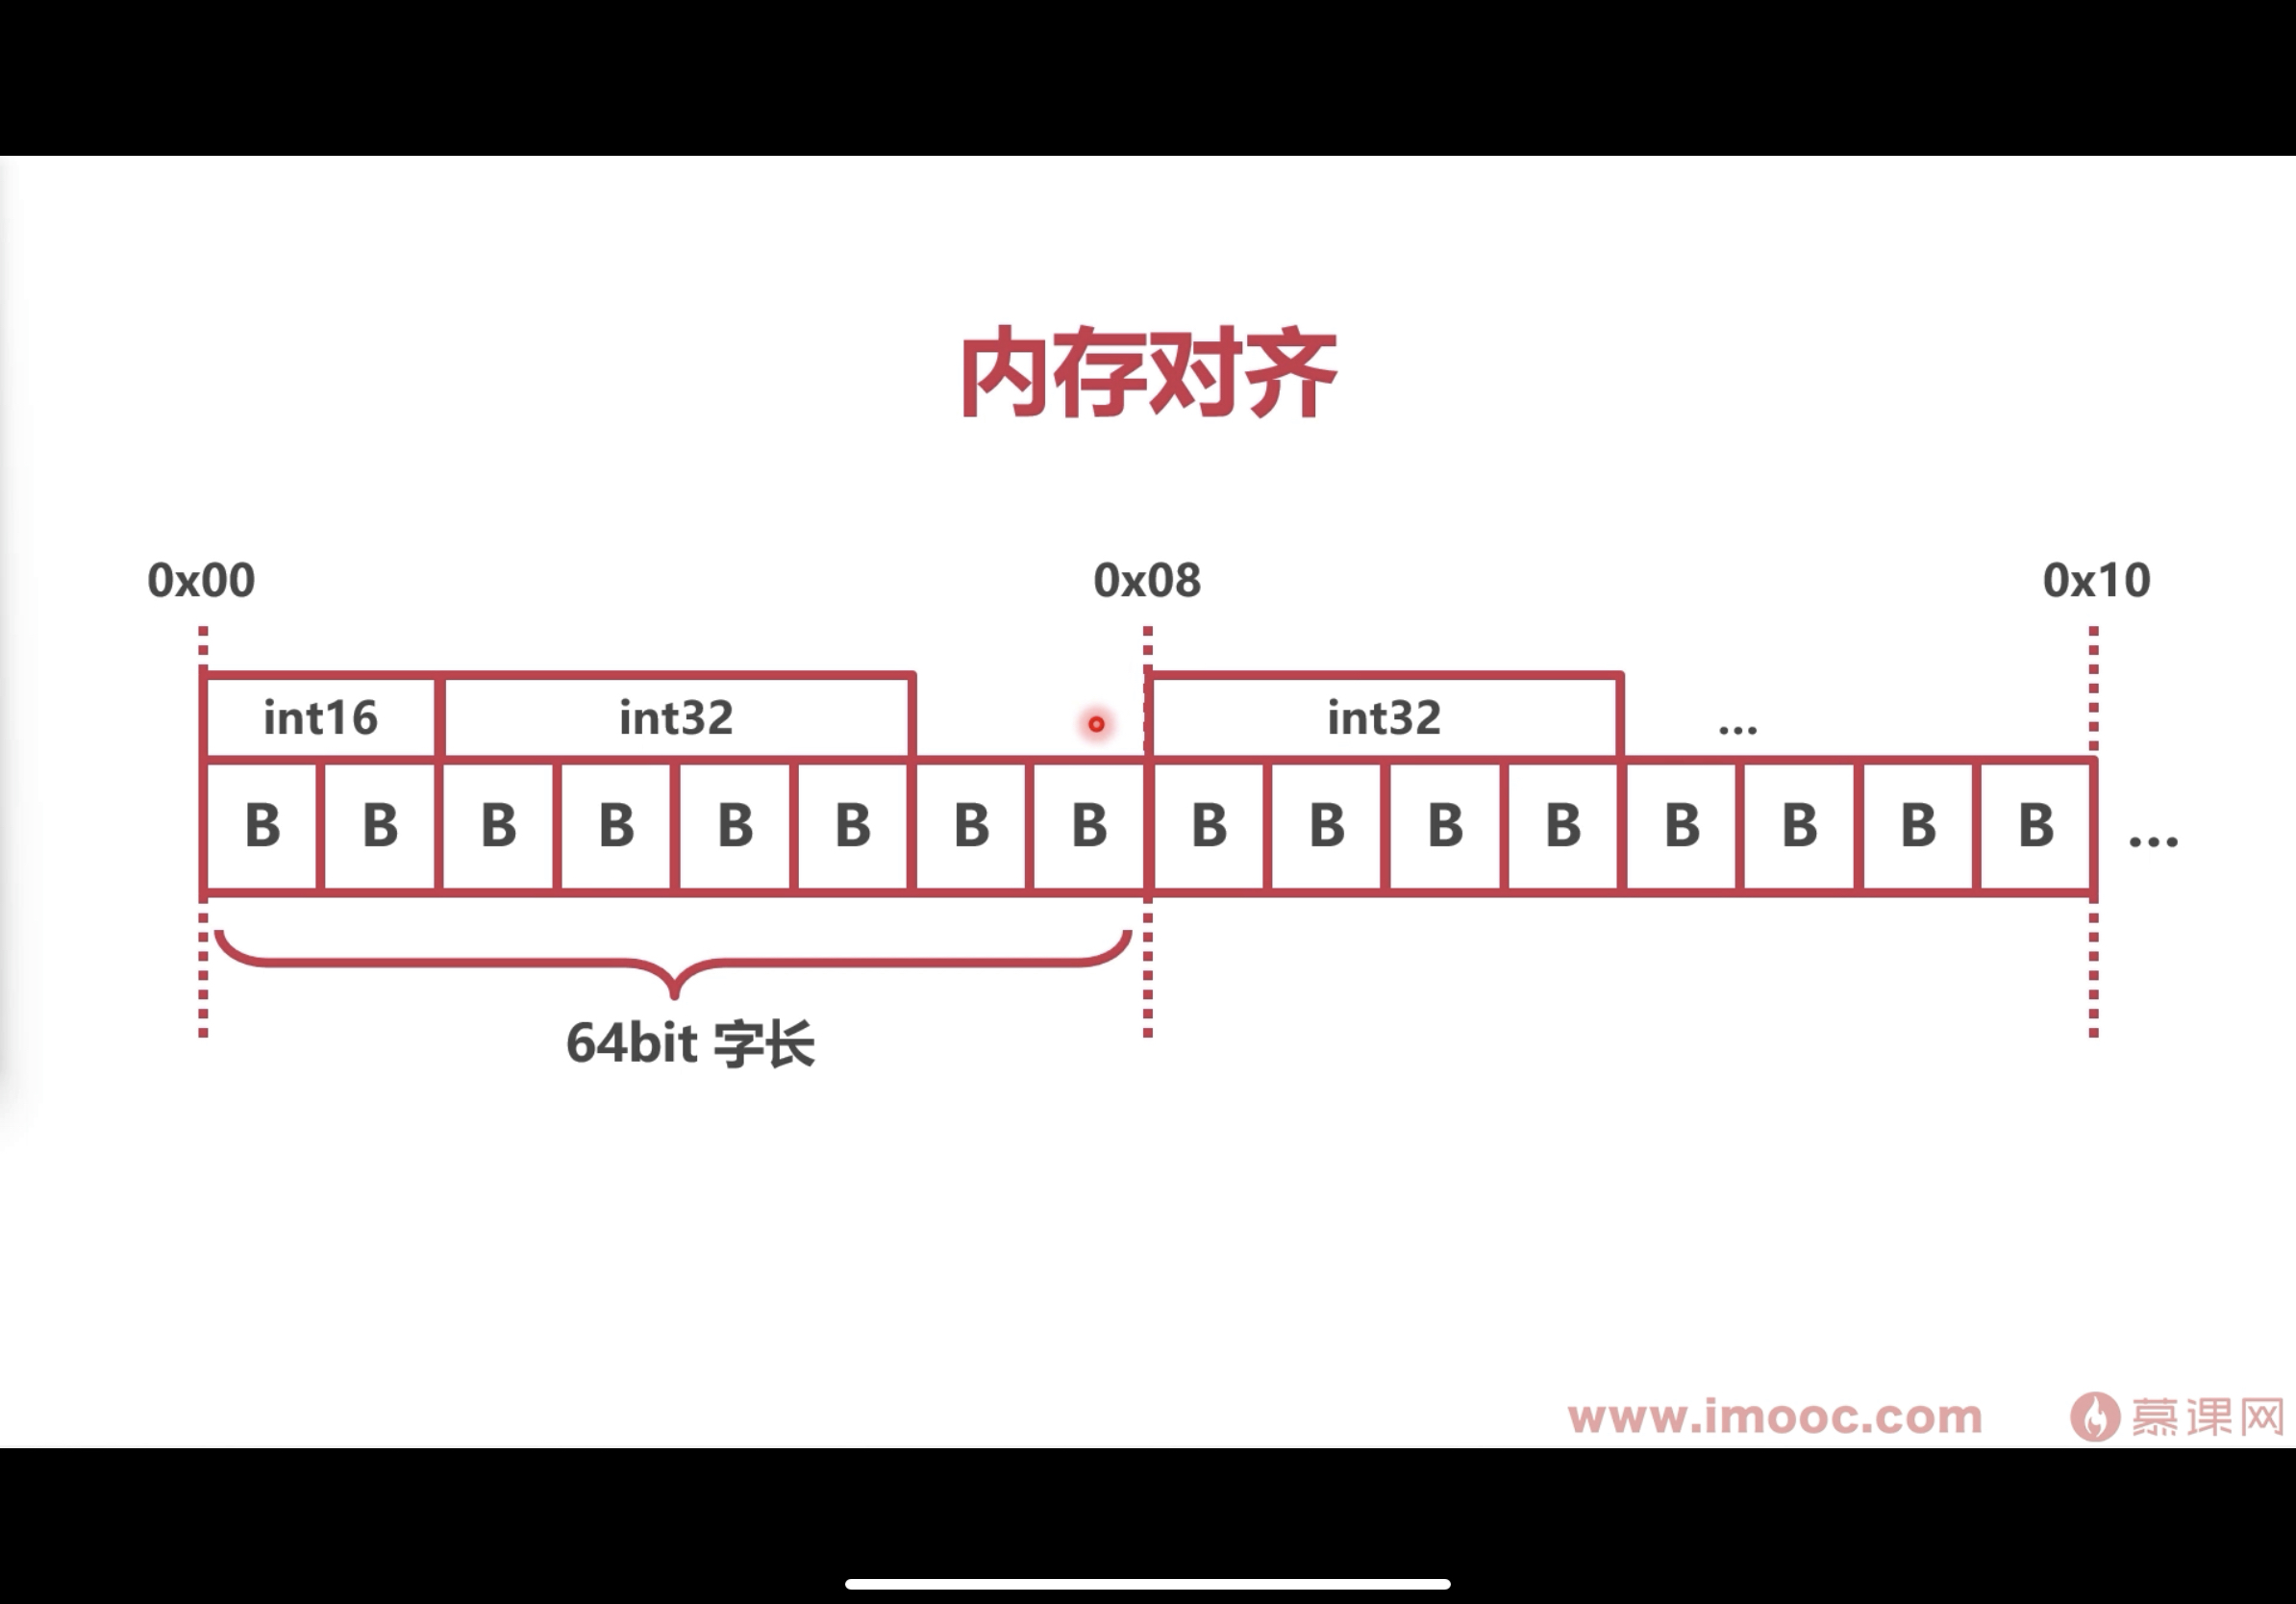 内存对齐
0x00 0x08 0x10
int16 int32 int32 ...
B B B B B B B B B B B B B B B B ...
64bit 字长
www.imooc.com 慕课网